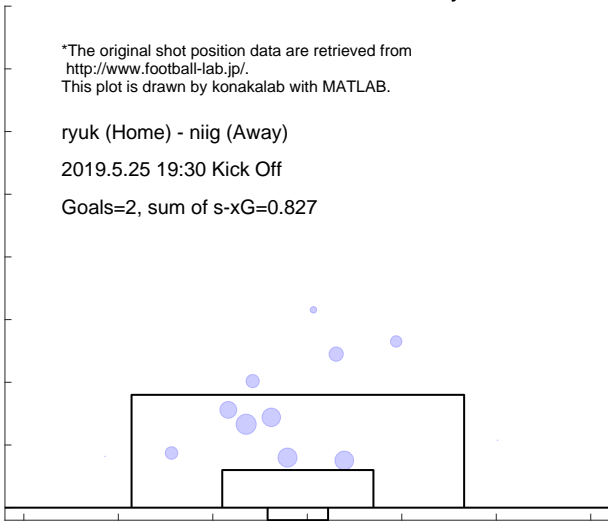 *The original shot position data are retrieved from
http://www.football-lab.jp/.
This plot is drawn by konakalab with MATLAB.
ryuk (Home) - niig (Away)
2019.5.25 19:30 Kick Off
Goals=2, sum of s-xG=0.827